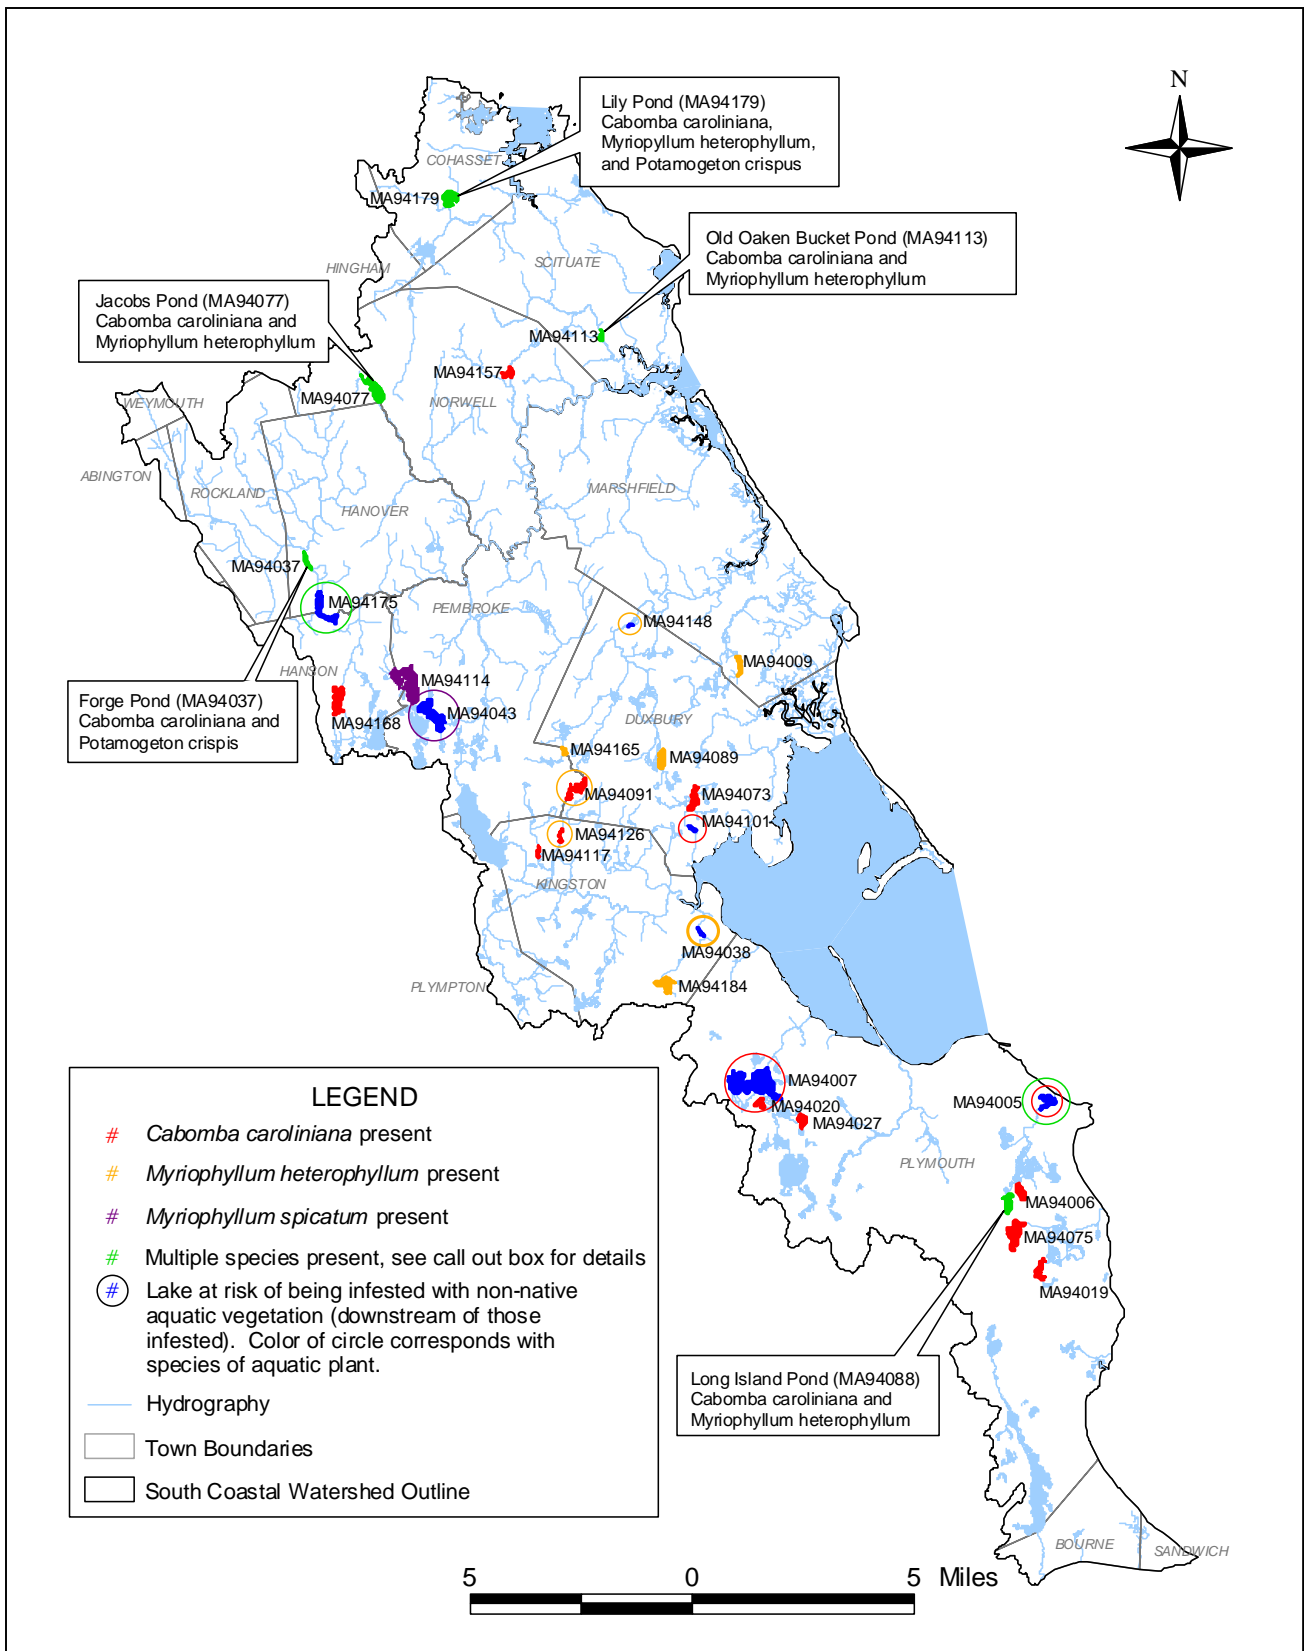 Lily Pond (MA94179)
Cabomba caroliniana,
Myriopyllum heterophyllum,
and Potamogeton crispus
N
COHASSET
MA94179
Old Oaken Bucket Pond (MA94113)
Cabomba caroliniana and
Myriophyllum heterophyllum
SCITUATE
HINGHAM
Jacobs Pond (MA94077)
Cabomba caroliniana and
Myriophyllum heterophyllum
MA94113
MA94157
MA94077
NORWELL
WEYMOUTH
ABINGTON
ROCKLAND
MARSHFIELD
HANOVER
MA94037
MA94175
PEMBROKE
MA94148
MA94009
HANSON
MA94114
Forge Pond (MA94037)
Cabomba caroliniana and
Potamogeton crispis
MA94043
MA94168
DUXBURY
MA94165
MA94089
MA94091
MA94073
MA94101
MA94126
MA94117
KINGSTON
MA94038
MA94184
PLYMPTON
MA94007
MA94005
MA94020
MA94027
PLYMOUTH
MA94006
MA94075
MA94019
LEGEND
# Cabomba caroliniana present
# Myriophyllum heterophyllum present
# Myriophyllum spicatum present
# Multiple species present, see call out box for details
# Lake at risk of being infested with non-native
aquatic vegetation (downstream of those
infested). Color of circle corresponds with
species of aquatic plant.
Hydrography
Town Boundaries
South Coastal Watershed Outline
Long Island Pond (MA94088)
Cabomba caroliniana and
Myriophyllum heterophyllum
BOURNE
SANDWICH
5 0 5 Miles